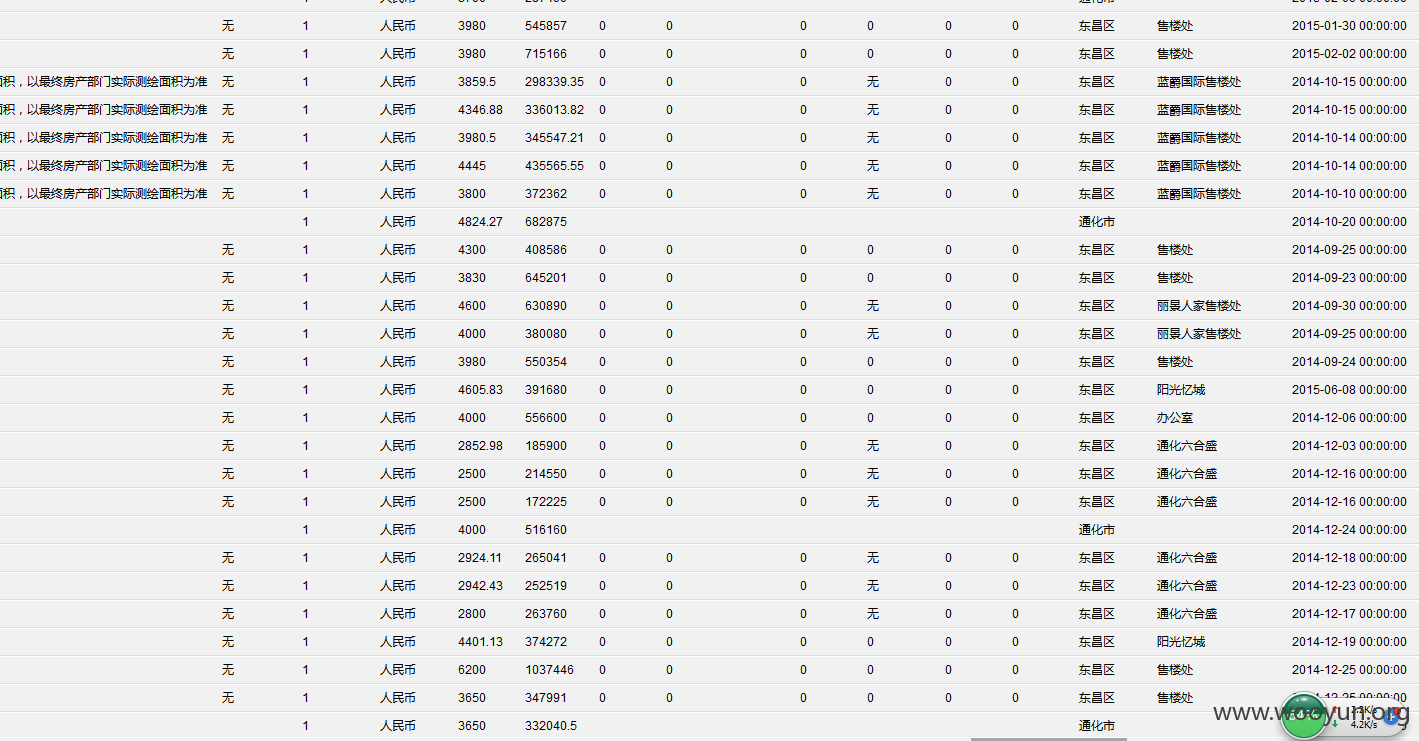 无 1 人民币 3980 545857 0 0 0 0 0 0 东昌区 售楼处 2015-01-30 00:00:00
无 1 人民币 3980 715166 0 0 0 0 0 0 东昌区 售楼处 2015-02-02 00:00:00
面积，以最终房产部门实际测绘面积为准 无 1 人民币 3859.5 298339.35 0 0 0 无 0 0 东昌区 蓝爵国际售楼处 2014-10-15 00:00:00
面积，以最终房产部门实际测绘面积为准 无 1 人民币 4346.88 336013.82 0 0 0 无 0 0 东昌区 蓝爵国际售楼处 2014-10-15 00:00:00
面积，以最终房产部门实际测绘面积为准 无 1 人民币 3980.5 345547.21 0 0 0 无 0 0 东昌区 蓝爵国际售楼处 2014-10-14 00:00:00
面积，以最终房产部门实际测绘面积为准 无 1 人民币 4445 435565.55 0 0 0 无 0 0 东昌区 蓝爵国际售楼处 2014-10-14 00:00:00
面积，以最终房产部门实际测绘面积为准 无 1 人民币 3800 372362 0 0 0 无 0 0 东昌区 蓝爵国际售楼处 2014-10-10 00:00:00
1 人民币 4824.27 682875 通化市 2014-10-20 00:00:00
无 1 人民币 4300 408586 0 0 0 0 0 0 东昌区 售楼处 2014-09-25 00:00:00
无 1 人民币 3830 645201 0 0 0 0 0 0 东昌区 售楼处 2014-09-23 00:00:00
无 1 人民币 4600 630890 0 0 0 无 0 0 东昌区 丽景人家售楼处 2014-09-30 00:00:00
无 1 人民币 4000 380080 0 0 0 无 0 0 东昌区 丽景人家售楼处 2014-09-25 00:00:00
无 1 人民币 3980 550354 0 0 0 0 0 0 东昌区 售楼处 2014-09-24 00:00:00
无 1 人民币 4605.83 391680 0 0 0 0 0 0 东昌区 阳光忆城 2015-06-08 00:00:00
无 1 人民币 4000 556600 0 0 0 0 0 0 东昌区 办公室 2014-12-06 00:00:00
无 1 人民币 2852.98 185900 0 0 0 无 0 0 东昌区 通化六合盛 2014-12-03 00:00:00
无 1 人民币 2500 214550 0 0 0 无 0 0 东昌区 通化六合盛 2014-12-16 00:00:00
无 1 人民币 2500 172225 0 0 0 无 0 0 东昌区 通化六合盛 2014-12-16 00:00:00
1 人民币 4000 516160 通化市 2014-12-24 00:00:00
无 1 人民币 2924.11 265041 0 0 0 无 0 0 东昌区 通化六合盛 2014-12-18 00:00:00
无 1 人民币 2942.43 252519 0 0 0 无 0 0 东昌区 通化六合盛 2014-12-23 00:00:00
无 1 人民币 2800 263760 0 0 0 无 0 0 东昌区 通化六合盛 2014-12-17 00:00:00
无 1 人民币 4401.13 374272 0 0 0 0 0 0 东昌区 阳光忆城 2014-12-19 00:00:00
无 1 人民币 6200 1037446 0 0 0 0 0 0 东昌区 售楼处 2014-12-25 00:00:00
无 1 人民币 3650 347991 0 0 0 0 0 0 东昌区 售楼处
1 人民币 3650 332040.5 通化市
www.wooyun.org
4.2K/s